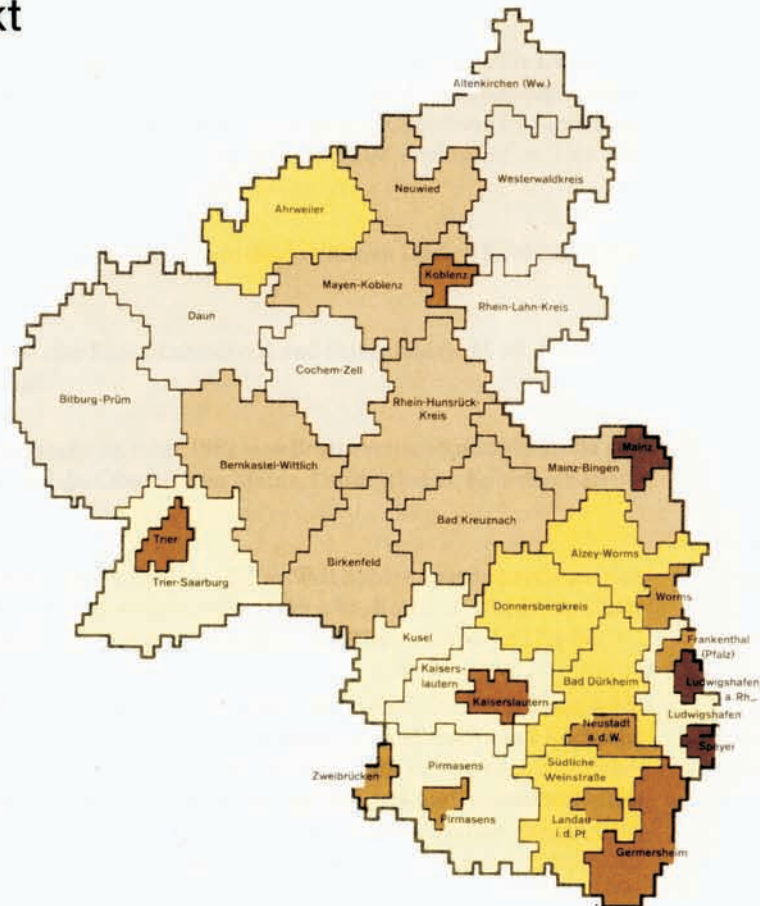 kt
Altenkirchen (Ww.)
Neuwied
Westerwaldkreis
Ahrweiler
Mayen-Koblenz
Koblenz
Rhein-Lahn-Kreis
Daun
Cochem-Zell
Bitburg-Prüm
Rhein-Hunsrück-
Kreis
Bernkastel-Wittlich
Mainz
Mainz-Bingen
Bad Kreuznach
Trier
Alzey-Worms
Birkenfeld
Trier-Saarburg
Worms
Donnersbergkreis
Kusel
Frankenthal
(Pfalz)
Kaisers-
lautern
Bad Dürkheim
Ludwigshafen
a. Rh.
Kaiserslautern
Ludwigshafen
Neustadt
a. d. W.
Speyer
Pirmasens
Südliche
Weinstraße
Zweibrücken
Pirmasens
Landau
i. d. Pf.
Germersheim